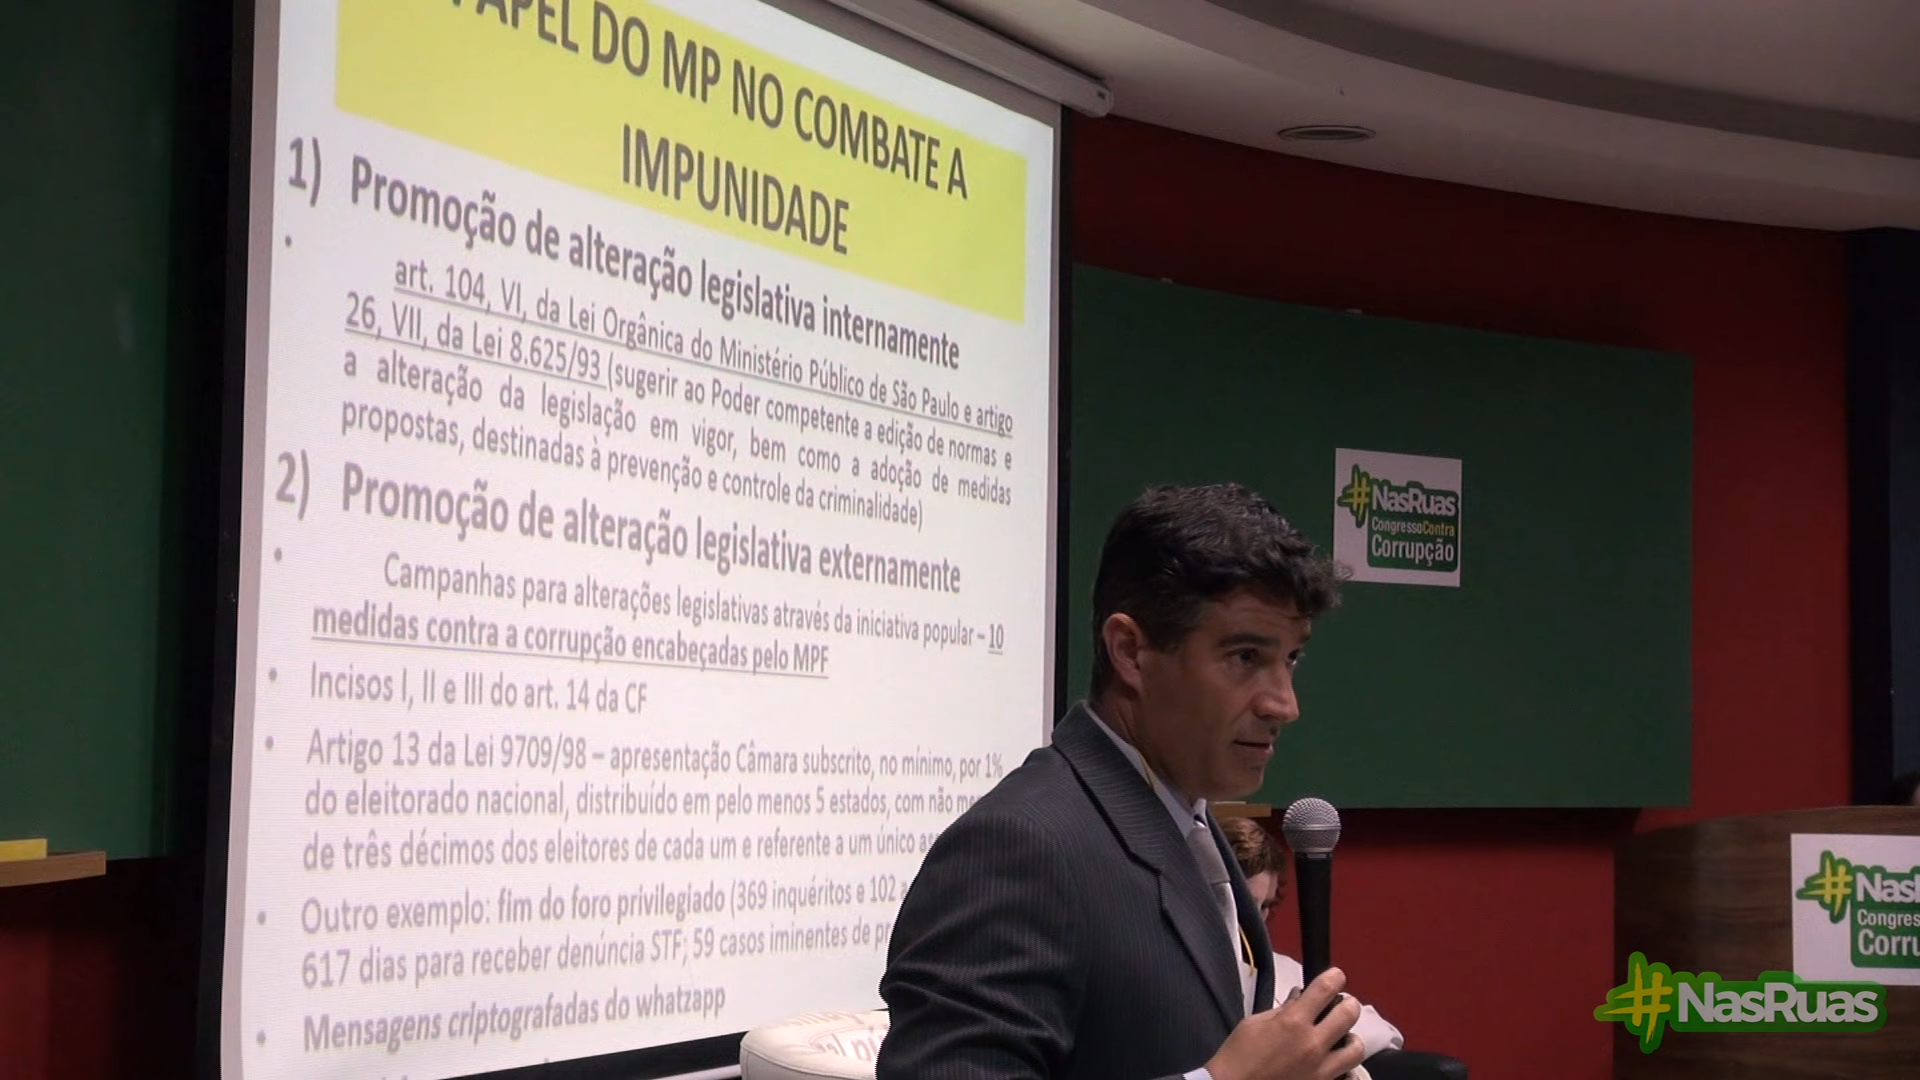 PAPEL DO MP NO COMBATE A
IMPUNIDADE
1) Promoção de alteração legislativa internamente
• art. 104, VI, da Lei Orgânica do Ministério Público de São Paulo e artigo
26, VII, da Lei 8.625/93 (sugerir ao Poder competente a edição de normas e
a alteração da legislação em vigor, bem como a adoção de medidas
propostas, destinadas à prevenção e controle da criminalidade)
2) Promoção de alteração legislativa externamente
• Campanhas para alterações legislativas através da iniciativa popular – 10
medidas contra a corrupção encabeçadas pelo MPF
• Incisos I, II e III do art. 14 da CF
• Artigo 13 da Lei 9709/98 – apresentação Câmara subscrito, no mínimo, por 1%
do eleitorado nacional, distribuído em pelo menos 5 estados, com não
de três décimos dos eleitores de cada um e referente a um único
• Outro exemplo: fim do foro privilegiado (369 inquéritos e 102
617 dias para receber denúncia STF; 59 casos iminentes de
• Mensagens criptografadas do whatzapp
#NasRuas
CongressoContra
Corrupção
#NasR
Congres
Corru
#NasRuas